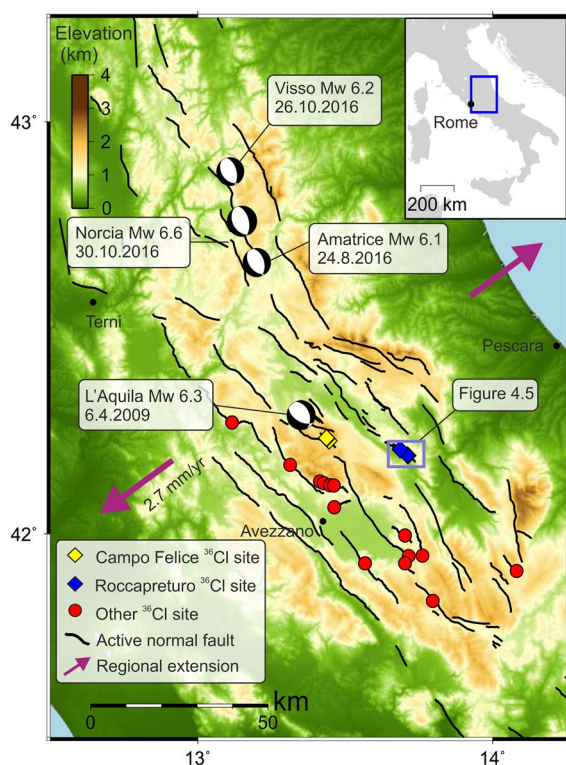 Elevation
(km)
4
3
2
1
0
43°
42°
13°
14°
Visso Mw 6.2
26.10.2016
Rome
200 km
Norcia Mw 6.6
30.10.2016
Amatrice Mw 6.1
24.8.2016
Terni
Pescara
L'Aquila Mw 6.3
6.4.2009
Figure 4.5
2.7 mm/yr
Avezzano
Campo Felice ³⁶Cl site
Roccapreturo ³⁶Cl site
Other ³⁶Cl site
Active normal fault
Regional extension
km
0
50